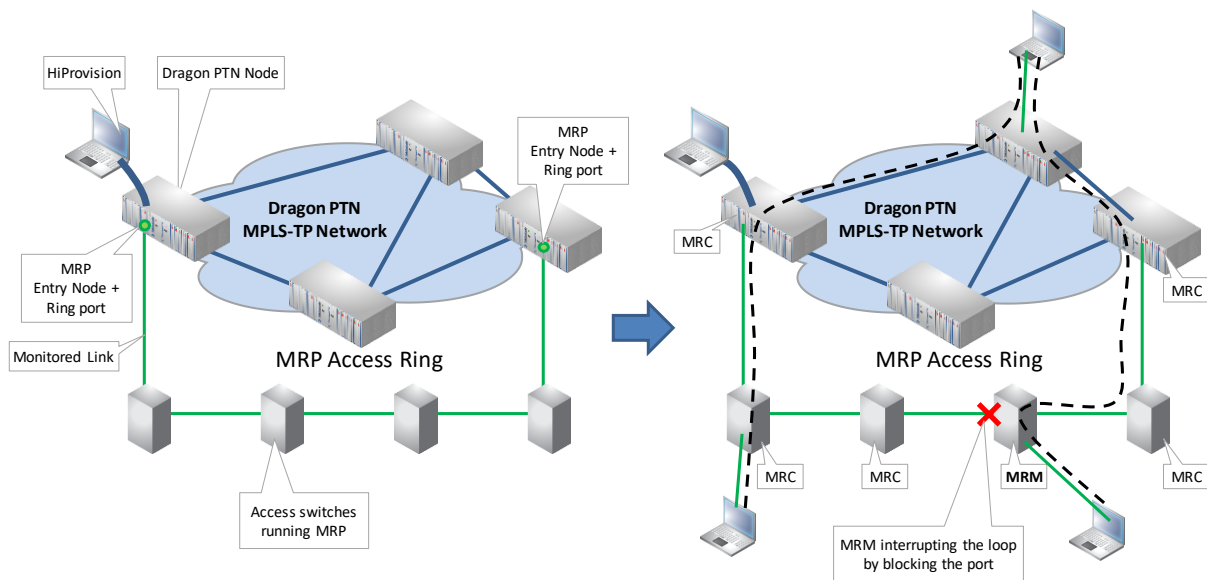 HiProvision
Dragon PTN Node
MRP
Entry Node +
Ring port
Dragon PTN
MPLS-TP Network
MRP
Entry Node +
Ring port
Monitored Link
MRP Access Ring
Access switches
running MRP
MRC
Dragon PTN
MPLS-TP Network
MRC
MRP Access Ring
MRC
MRC
MRM
MRC
MRM interrupting the loop
by blocking the port